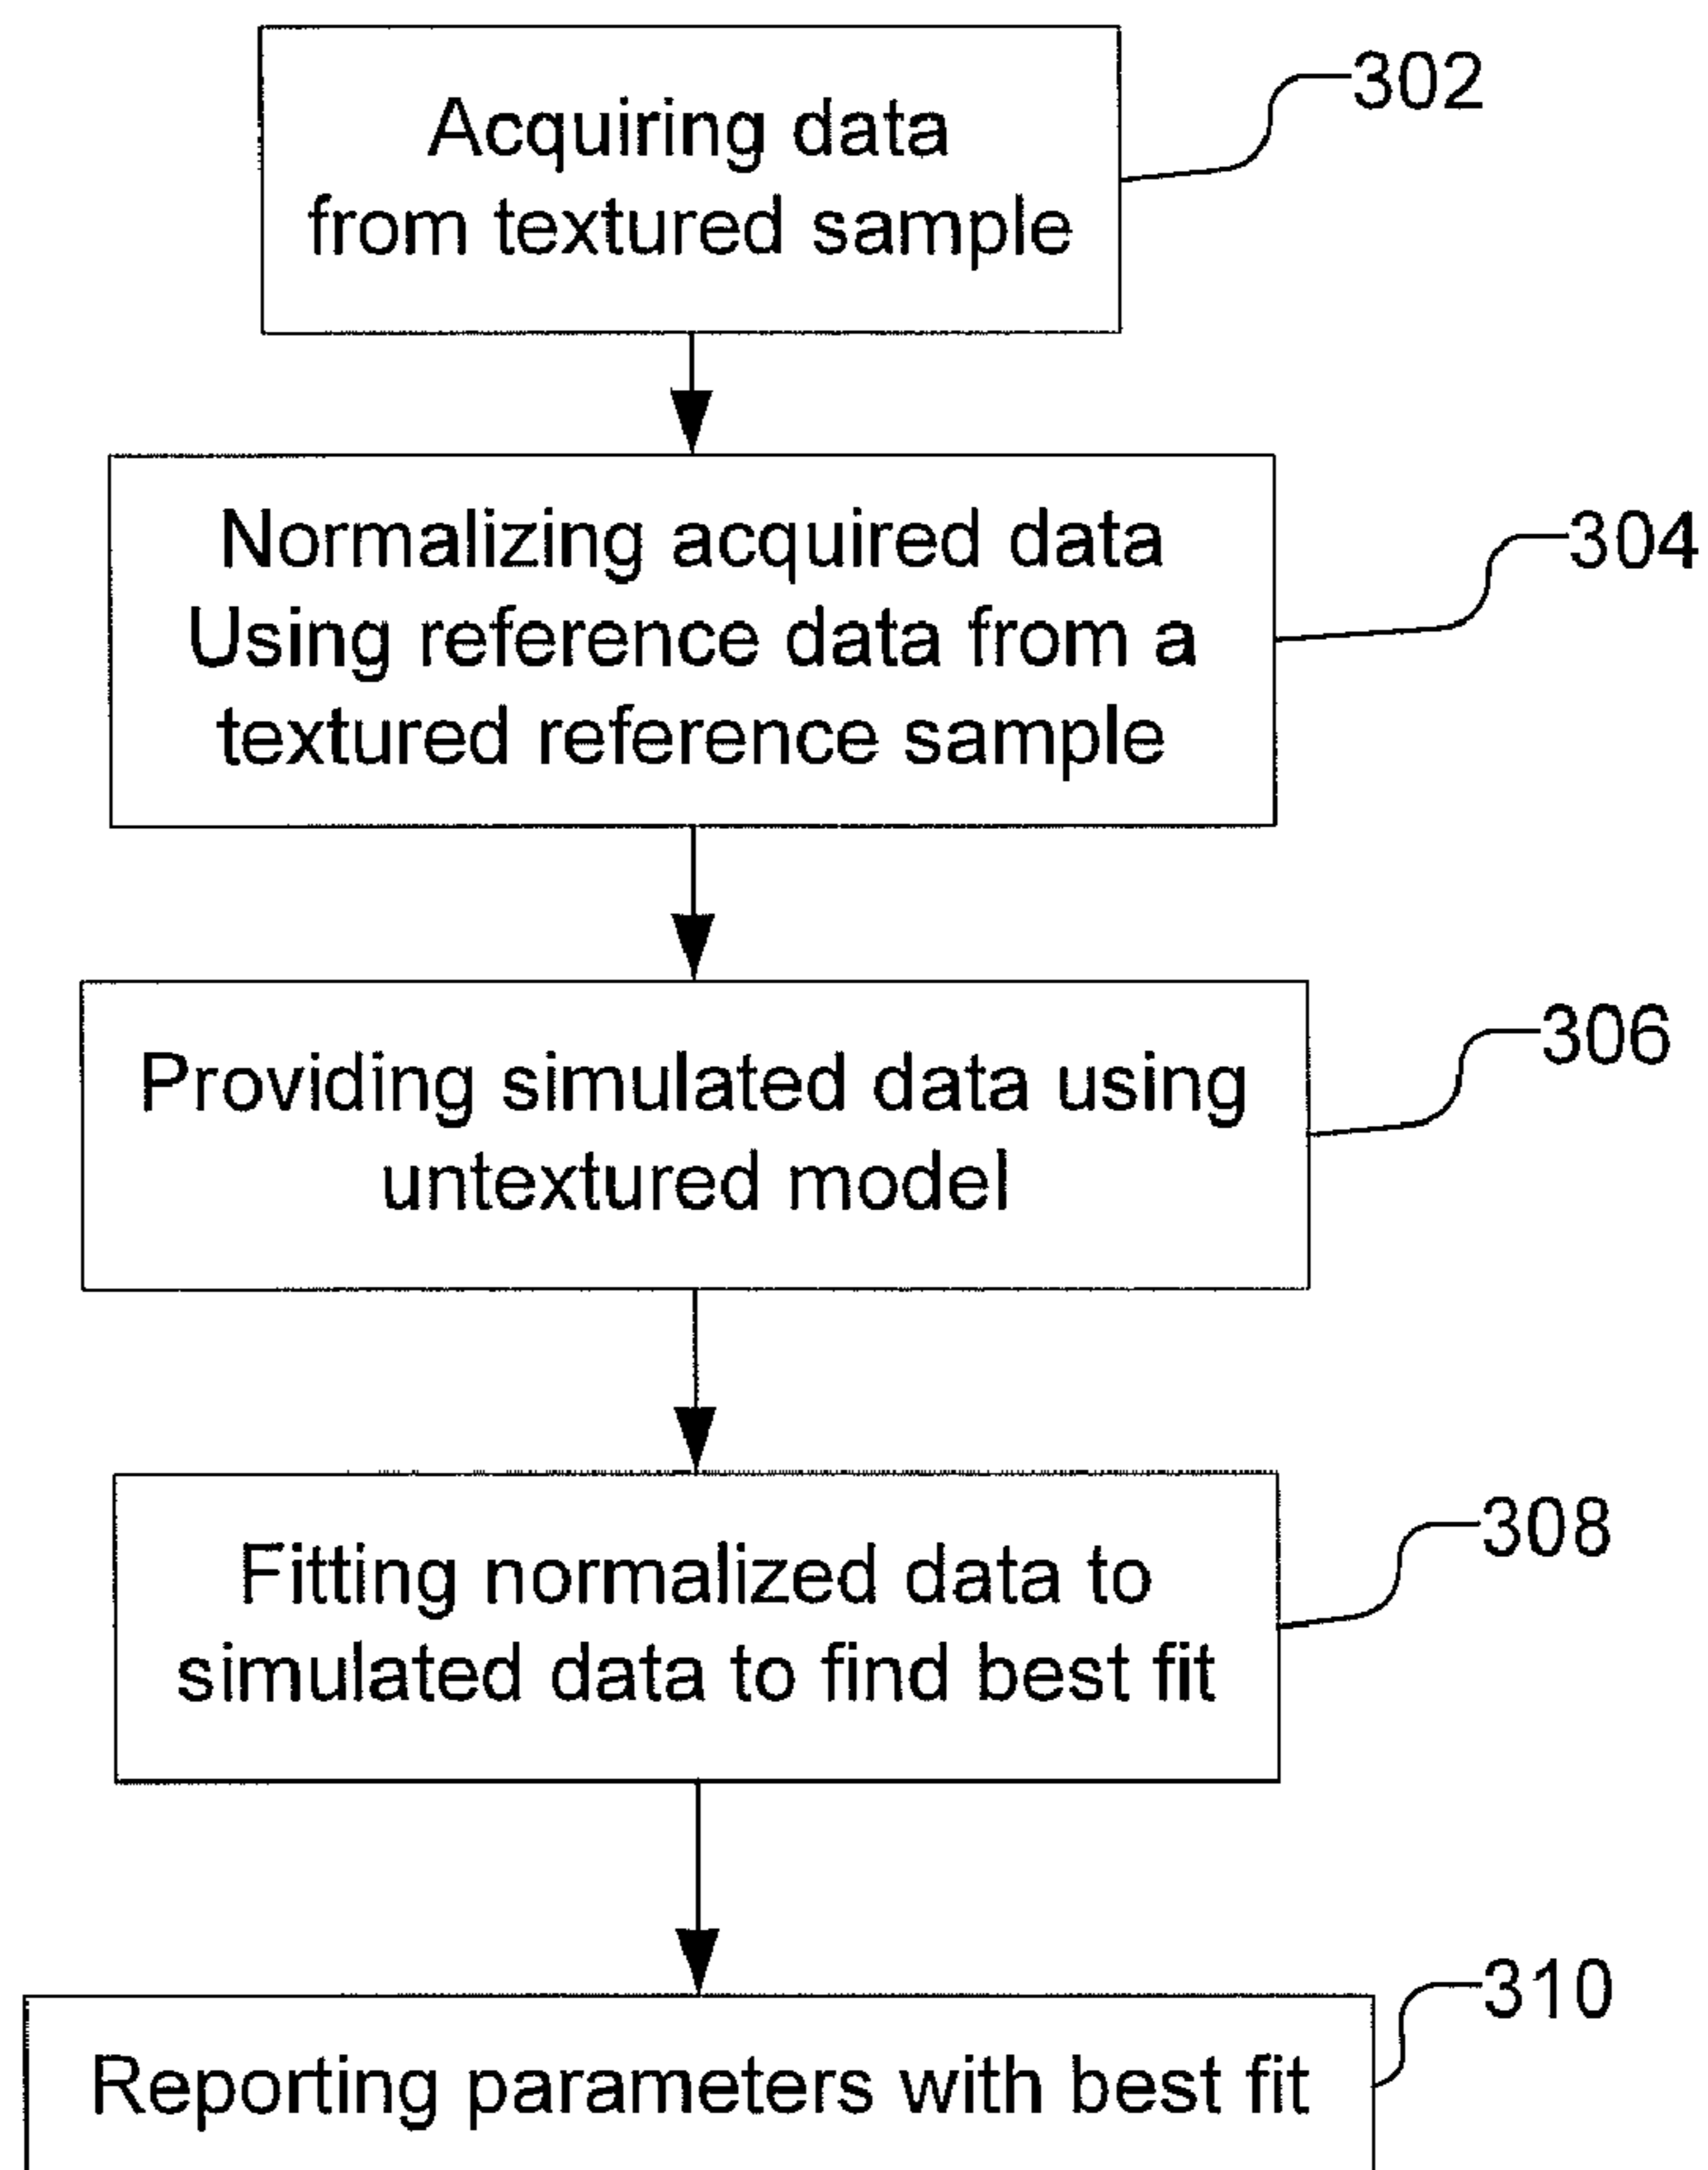 Acquiring data
from textured sample
302
Normalizing acquired data
Using reference data from a
textured reference sample
304
Providing simulated data using
untextured model
306
Fitting normalized data to
simulated data to find best fit
308
Reporting parameters with best fit
310